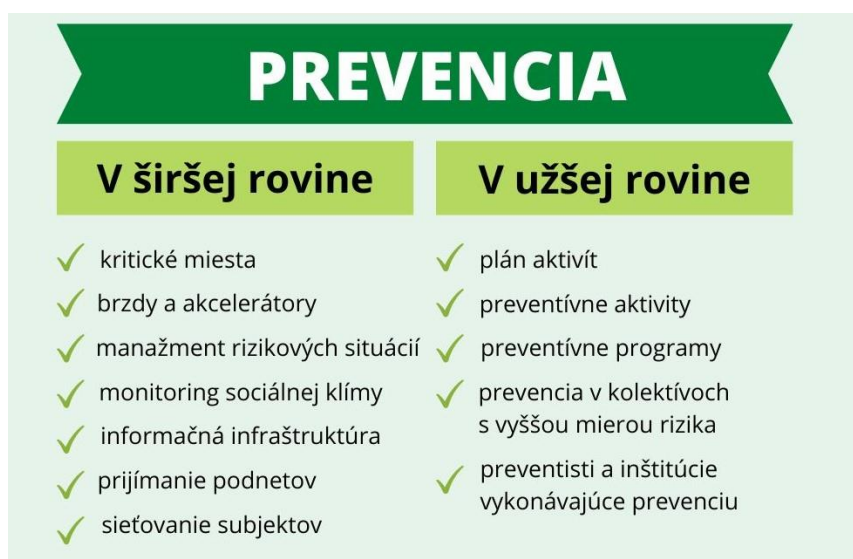 PREVENCIA
V širšej rovine
kritické miesta
brzdy a akcelerátory
manažment rizikových situácií
monitoring sociálnej klímy
informačná infraštruktúra
prijímanie podnetov
sieťovanie subjektov
V užšej rovine
plán aktivít
preventívne aktivity
preventívne programy
prevencia v kolektívoch
s vyššou mierou rizika
preventisti a inštitúcie
vykonávajúce prevenciu